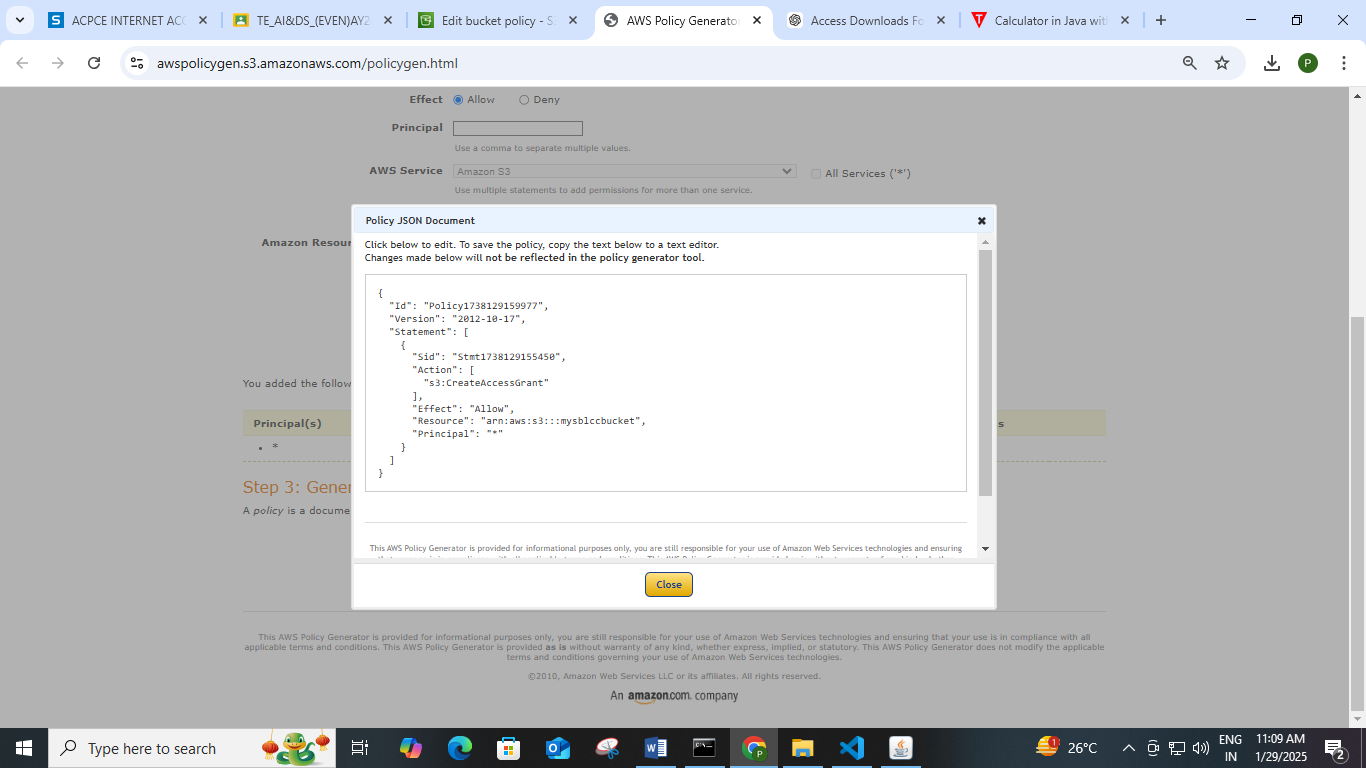 ACPCE INTERNET ACC
TE_AI&DS_(EVEN)AY2
Edit bucket policy - S
AWS Policy Generato
Access Downloads Fo
Calculator in Java wit
awspolicygen.s3.amazonaws.com/policygen.html
P
Effect Allow Deny
Principal
Use a comma to separate multiple values.
AWS Service Amazon S3 All Services ('*')
Use multiple statements to add permissions for more than one service.
Amazon Resour
Policy JSON Document
Click below to edit. To save the policy, copy the text below to a text editor.
Changes made below will not be reflected in the policy generator tool.
{
"Id": "Policy1738129159977",
"Version": "2012-10-17",
"Statement": [
{
"Sid": "Stmt1738129155450",
"Action": [
"s3:CreateAccessGrant"
],
"Effect": "Allow",
"Resource": "arn:aws:s3:::mysblccbucket",
"Principal": "*"
}
]
}
This AWS Policy Generator is provided for informational purposes only, you are still responsible for your use of Amazon Web Services technologies and ensuring
Close
You added the follow
Principal(s) s
• *
Step 3: Gener
A policy is a docume
This AWS Policy Generator is provided for informational purposes only, you are still responsible for your use of Amazon Web Services technologies and ensuring that your use is in compliance with all
applicable terms and conditions. This AWS Policy Generator is provided as is without warranty of any kind, whether express, implied, or statutory. This AWS Policy Generator does not modify the applicable
terms and conditions governing your use of Amazon Web Services technologies.
©2010, Amazon Web Services LLC or its affiliates. All rights reserved.
An amazon.com. company
Type here to search
1
26°C
ENG
IN
11:09 AM
1/29/2025
2